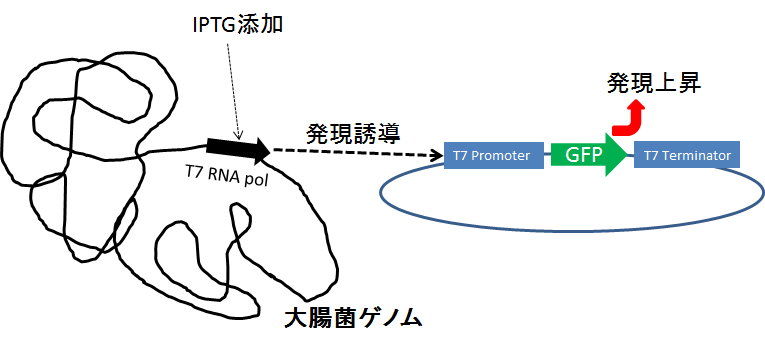 IPTG添加
発現上昇
発現誘導
T7 Promoter
GFP
T7 Terminator
T7 RNA pol
大腸菌ゲノム